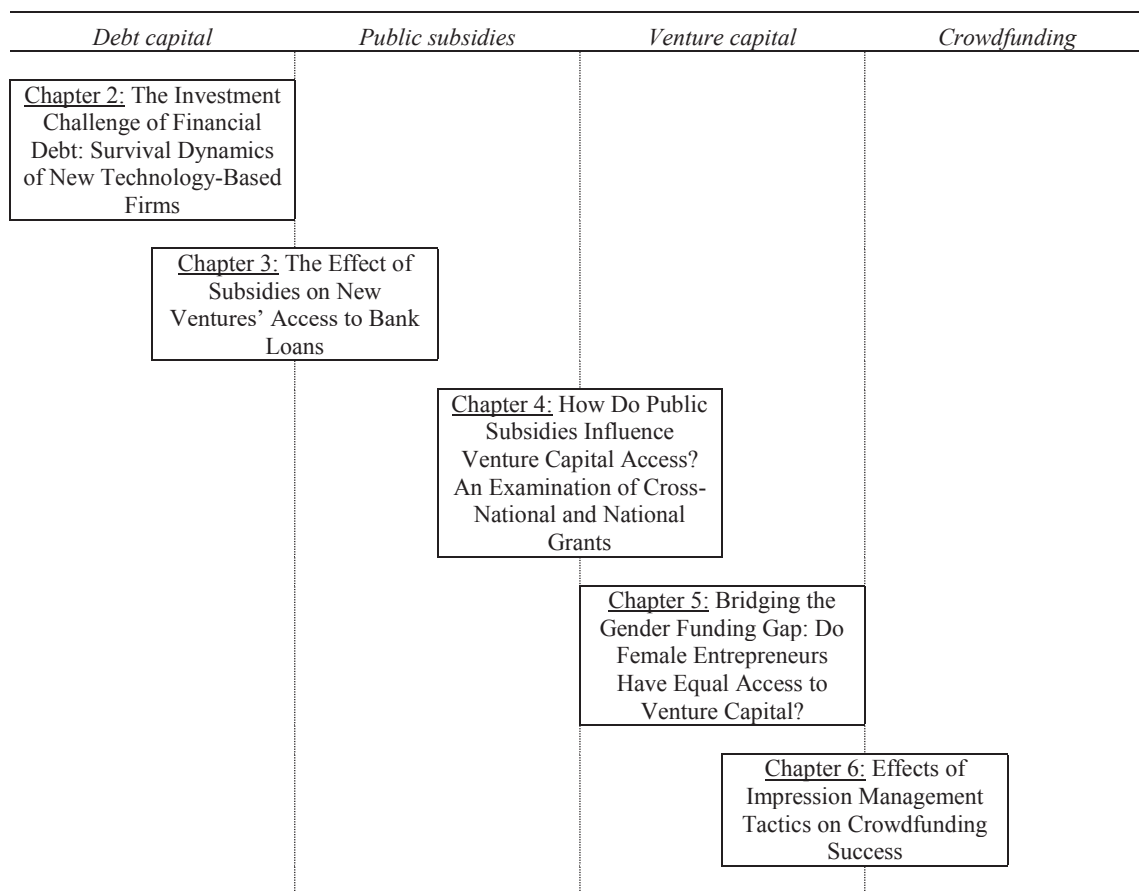 Debt capital Public subsidies Venture capital Crowdfunding
Chapter 2: The Investment
Challenge of Financial
Debt: Survival Dynamics
of New Technology-Based
Firms
Chapter 3: The Effect of
Subsidies on New
Ventures’ Access to Bank
Loans
Chapter 4: How Do Public
Subsidies Influence
Venture Capital Access?
An Examination of Cross-
National and National
Grants
Chapter 5: Bridging the
Gender Funding Gap: Do
Female Entrepreneurs
Have Equal Access to
Venture Capital?
Chapter 6: Effects of
Impression Management
Tactics on Crowdfunding
Success